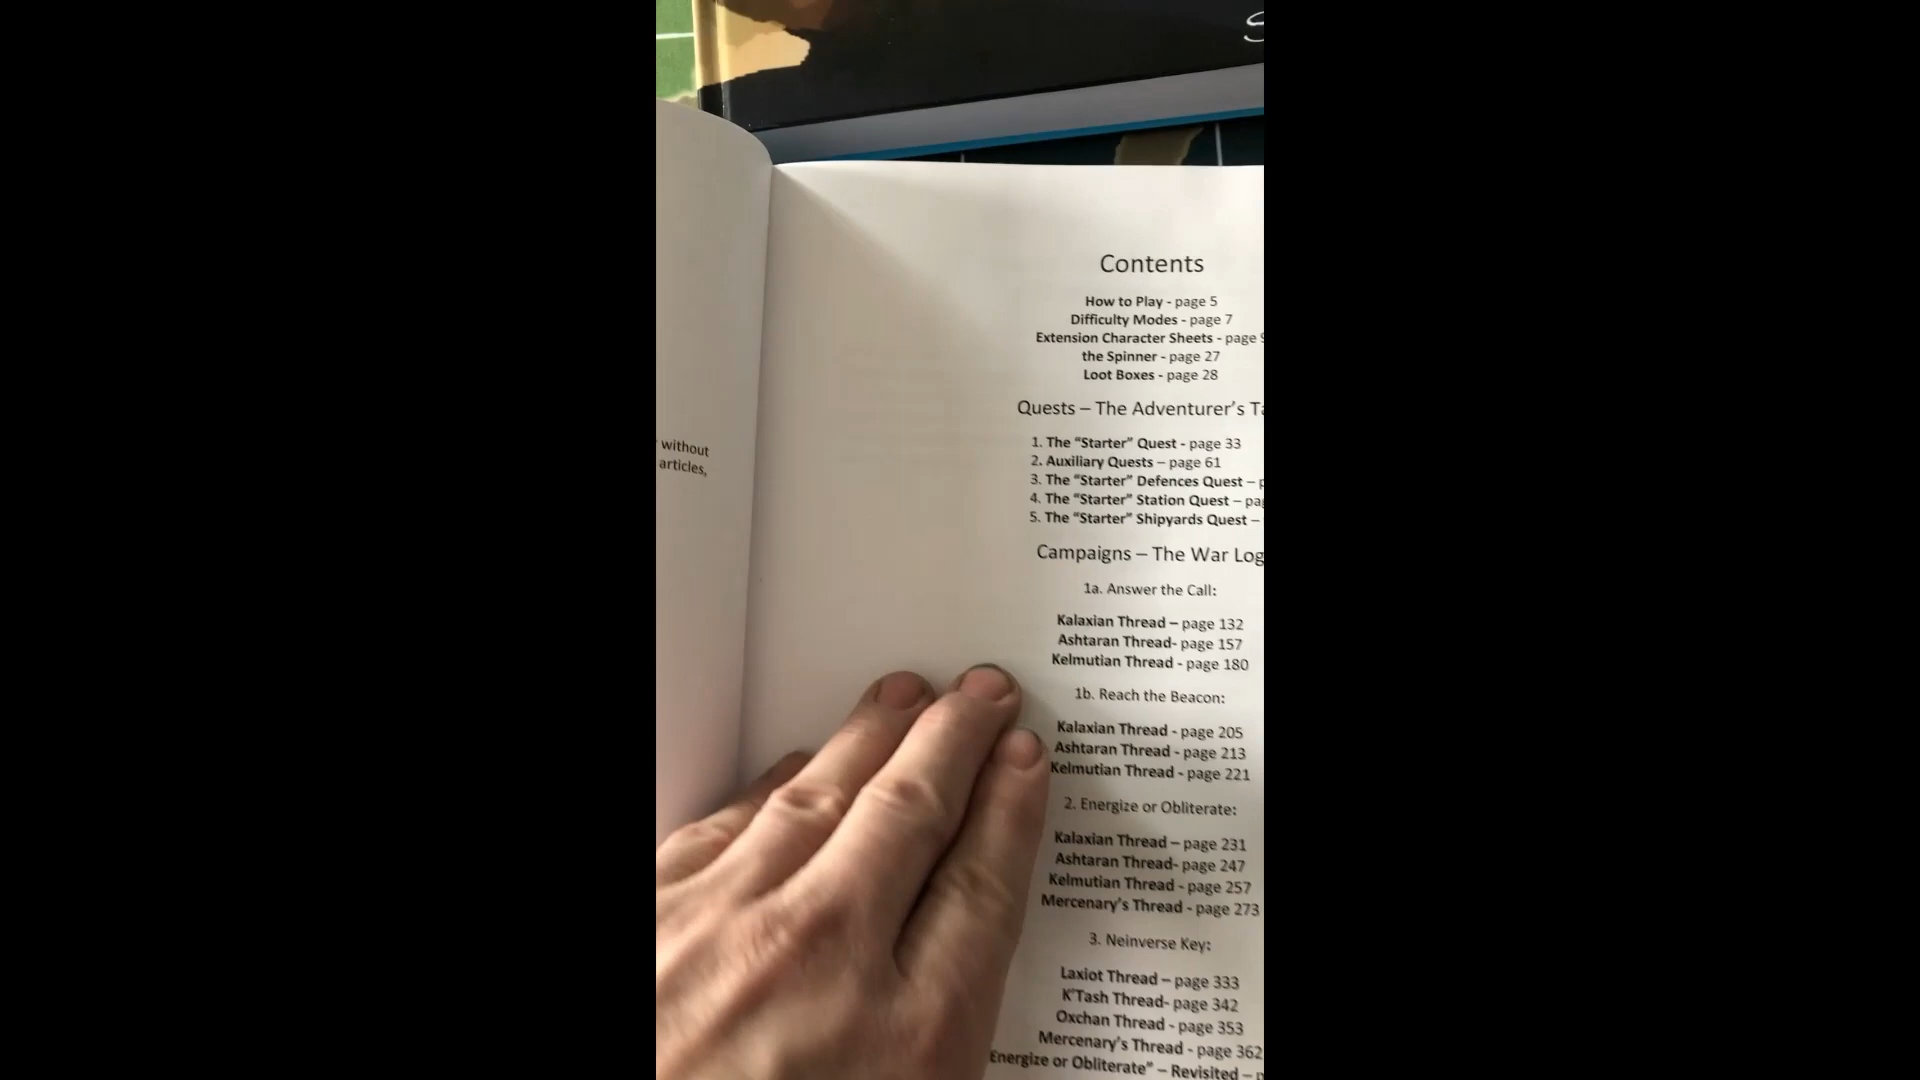 without
articles,
Contents
How to Play - page 5
Difficulty Modes - page 7
Extension Character Sheets - page
the Spinner - page 27
Loot Boxes - page 28
Quests – The Adventurer's
1. The “Starter” Quest - page 33
2. Auxiliary Quests – page 61
3. The “Starter” Defences Quest –
4. The “Starter” Station Quest –
5. The “Starter” Shipyards Quest –
Campaigns – The War Log
1a. Answer the Call:
Kalaxian Thread – page 132
Ashtaran Thread- page 157
Kelmutian Thread - page 180
1b. Reach the Beacon:
Kalaxian Thread - page 205
Ashtaran Thread - page 213
Kelmutian Thread - page 221
2. Energize or Obliterate:
Kalaxian Thread – page 231
Ashtaran Thread- page 247
Kelmutian Thread - page 257
Mercenary's Thread - page 273
3. Neinverse Key:
Laxiot Thread – page 333
K'Tash Thread- page 342
Oxchan Thread - page 353
Mercenary's Thread - page 362
Energize or Obliterate” – Revisited –